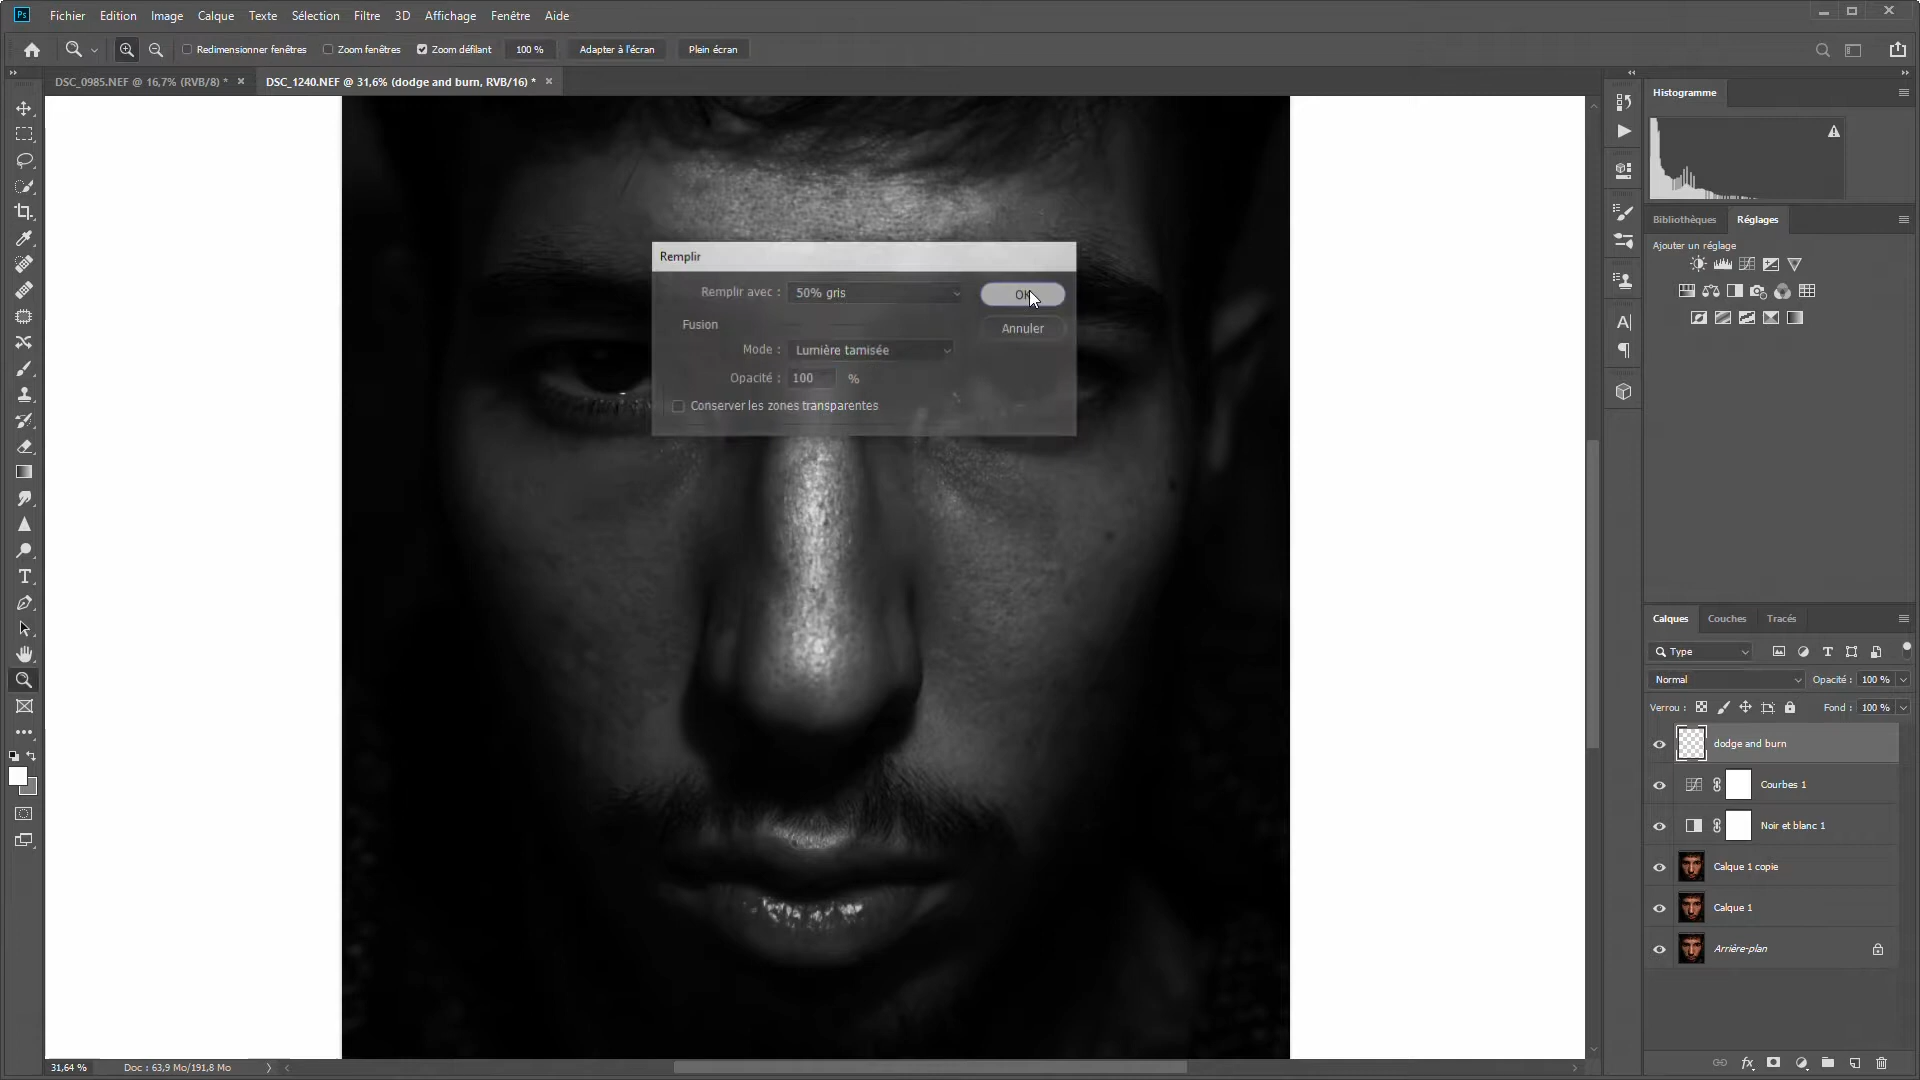 Ps Fichier Edition Image Calque Texte Sélection Filtre 3D Affichage Fenêtre Aide
Redimensionner fenêtres Zoom fenêtres Zoom défilant 100 % Adapter à l'écran Plein écran
DSC_0985.NEF @ 16,7% (RVB/8) * DSC_1240.NEF @ 31,6% (dodge and burn, RVB/16) *
Histogramme
Bibliothèques Réglages
Ajouter un réglage
Remplir
Remplir avec : 50% gris OK
Fusion
Annuler
Mode : Lumière tamisée
Opacité : 100 %
Conserver les zones transparentes
Calques Couches Tracés
Type
Normal Opacité : 100 %
Verrou : Fond : 100 %
dodge and burn
Courbes 1
Noir et blanc 1
Calque 1 copie
Calque 1
Arrière-plan
31,64 % Doc : 63,9 Mo/191,8 Mo